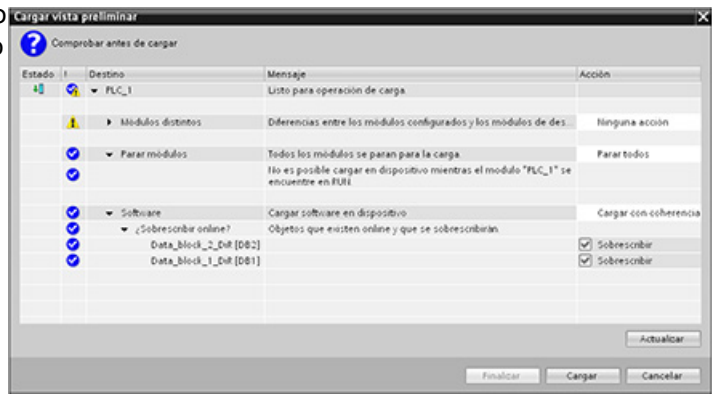 Cargar vista preliminar
Comprobar antes de cargar
Estado ! Destino Mensaje Acción
PLC_1 Listo para operación de carga.
Módulos distintos Diferencias entre los módulos configurados y los módulos de des... Ninguna acción
Parar módulos Todos los módulos se paran para la carga. Parar todos
No es posible cargar en dispositivo mientras el modulo "PLC_1" se
encuentre en RUN.
Software Cargar software en dispositivo Cargar con coherencia
¿Sobrescribir online? Objetos que existen online y que se sobrescribirán.
Data_block_2_DxR [DB2] Sobrescribir
Data_block_1_DxR [DB1] Sobrescribir
Actualizar
Finalizar Cargar Cancelar